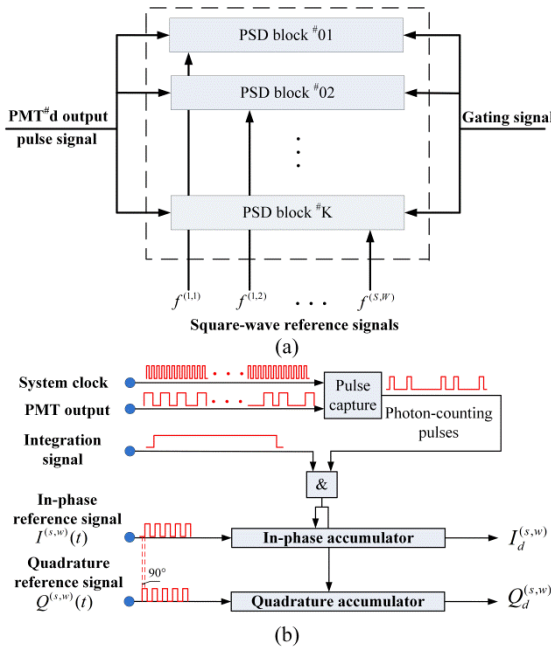 PSD block #01
PSD block #02
PMT#d output
pulse signal
Gating signal
PSD block #K
f(1,1)
f(1,2)
f(S,W)
Square-wave reference signals
(a)
System clock
PMT output
Pulse
capture
Photon-counting
pulses
Integration
signal
&
In-phase
reference signal
I(s,w)(t)
In-phase accumulator
Id(s,w)
Quadrature
reference signal
Q(s,w)(t)
90°
Quadrature accumulator
Qd(s,w)
(b)